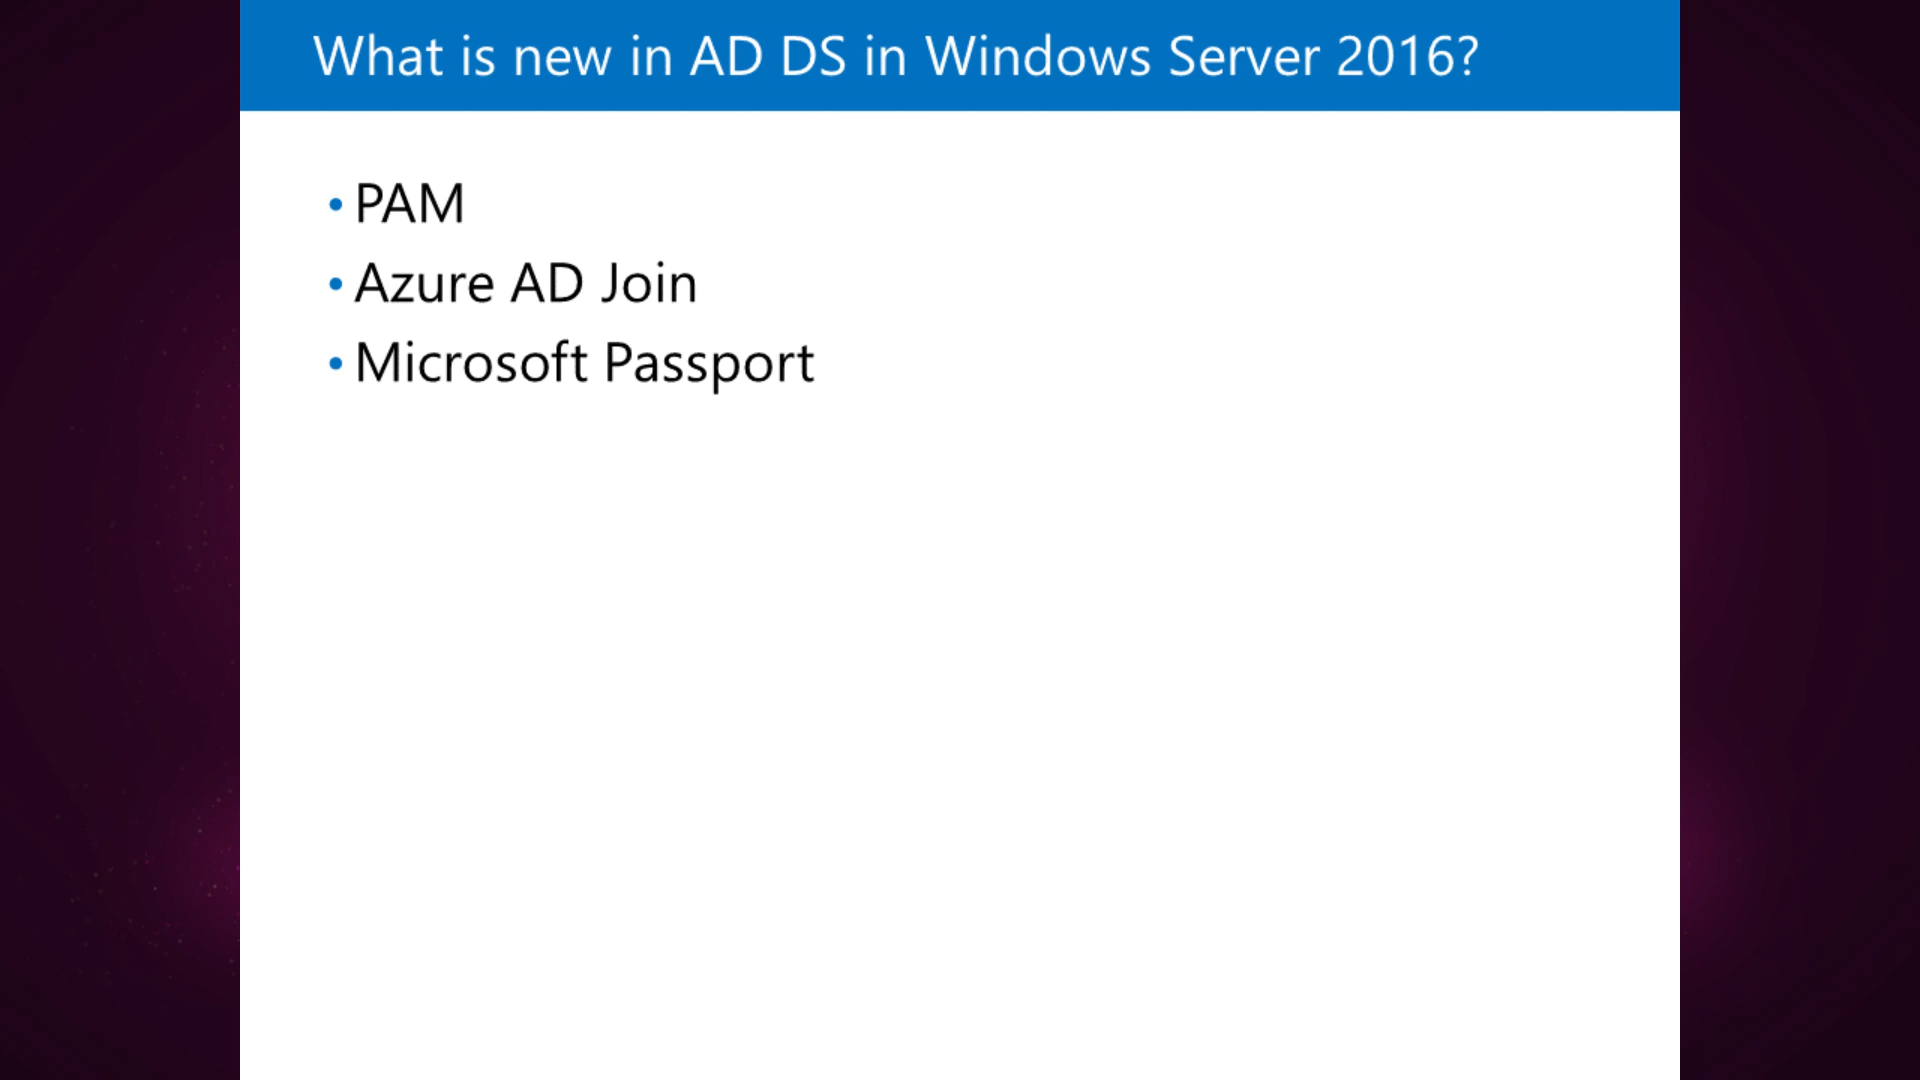 What is new in AD DS in Windows Server 2016?
• PAM
• Azure AD Join
• Microsoft Passport